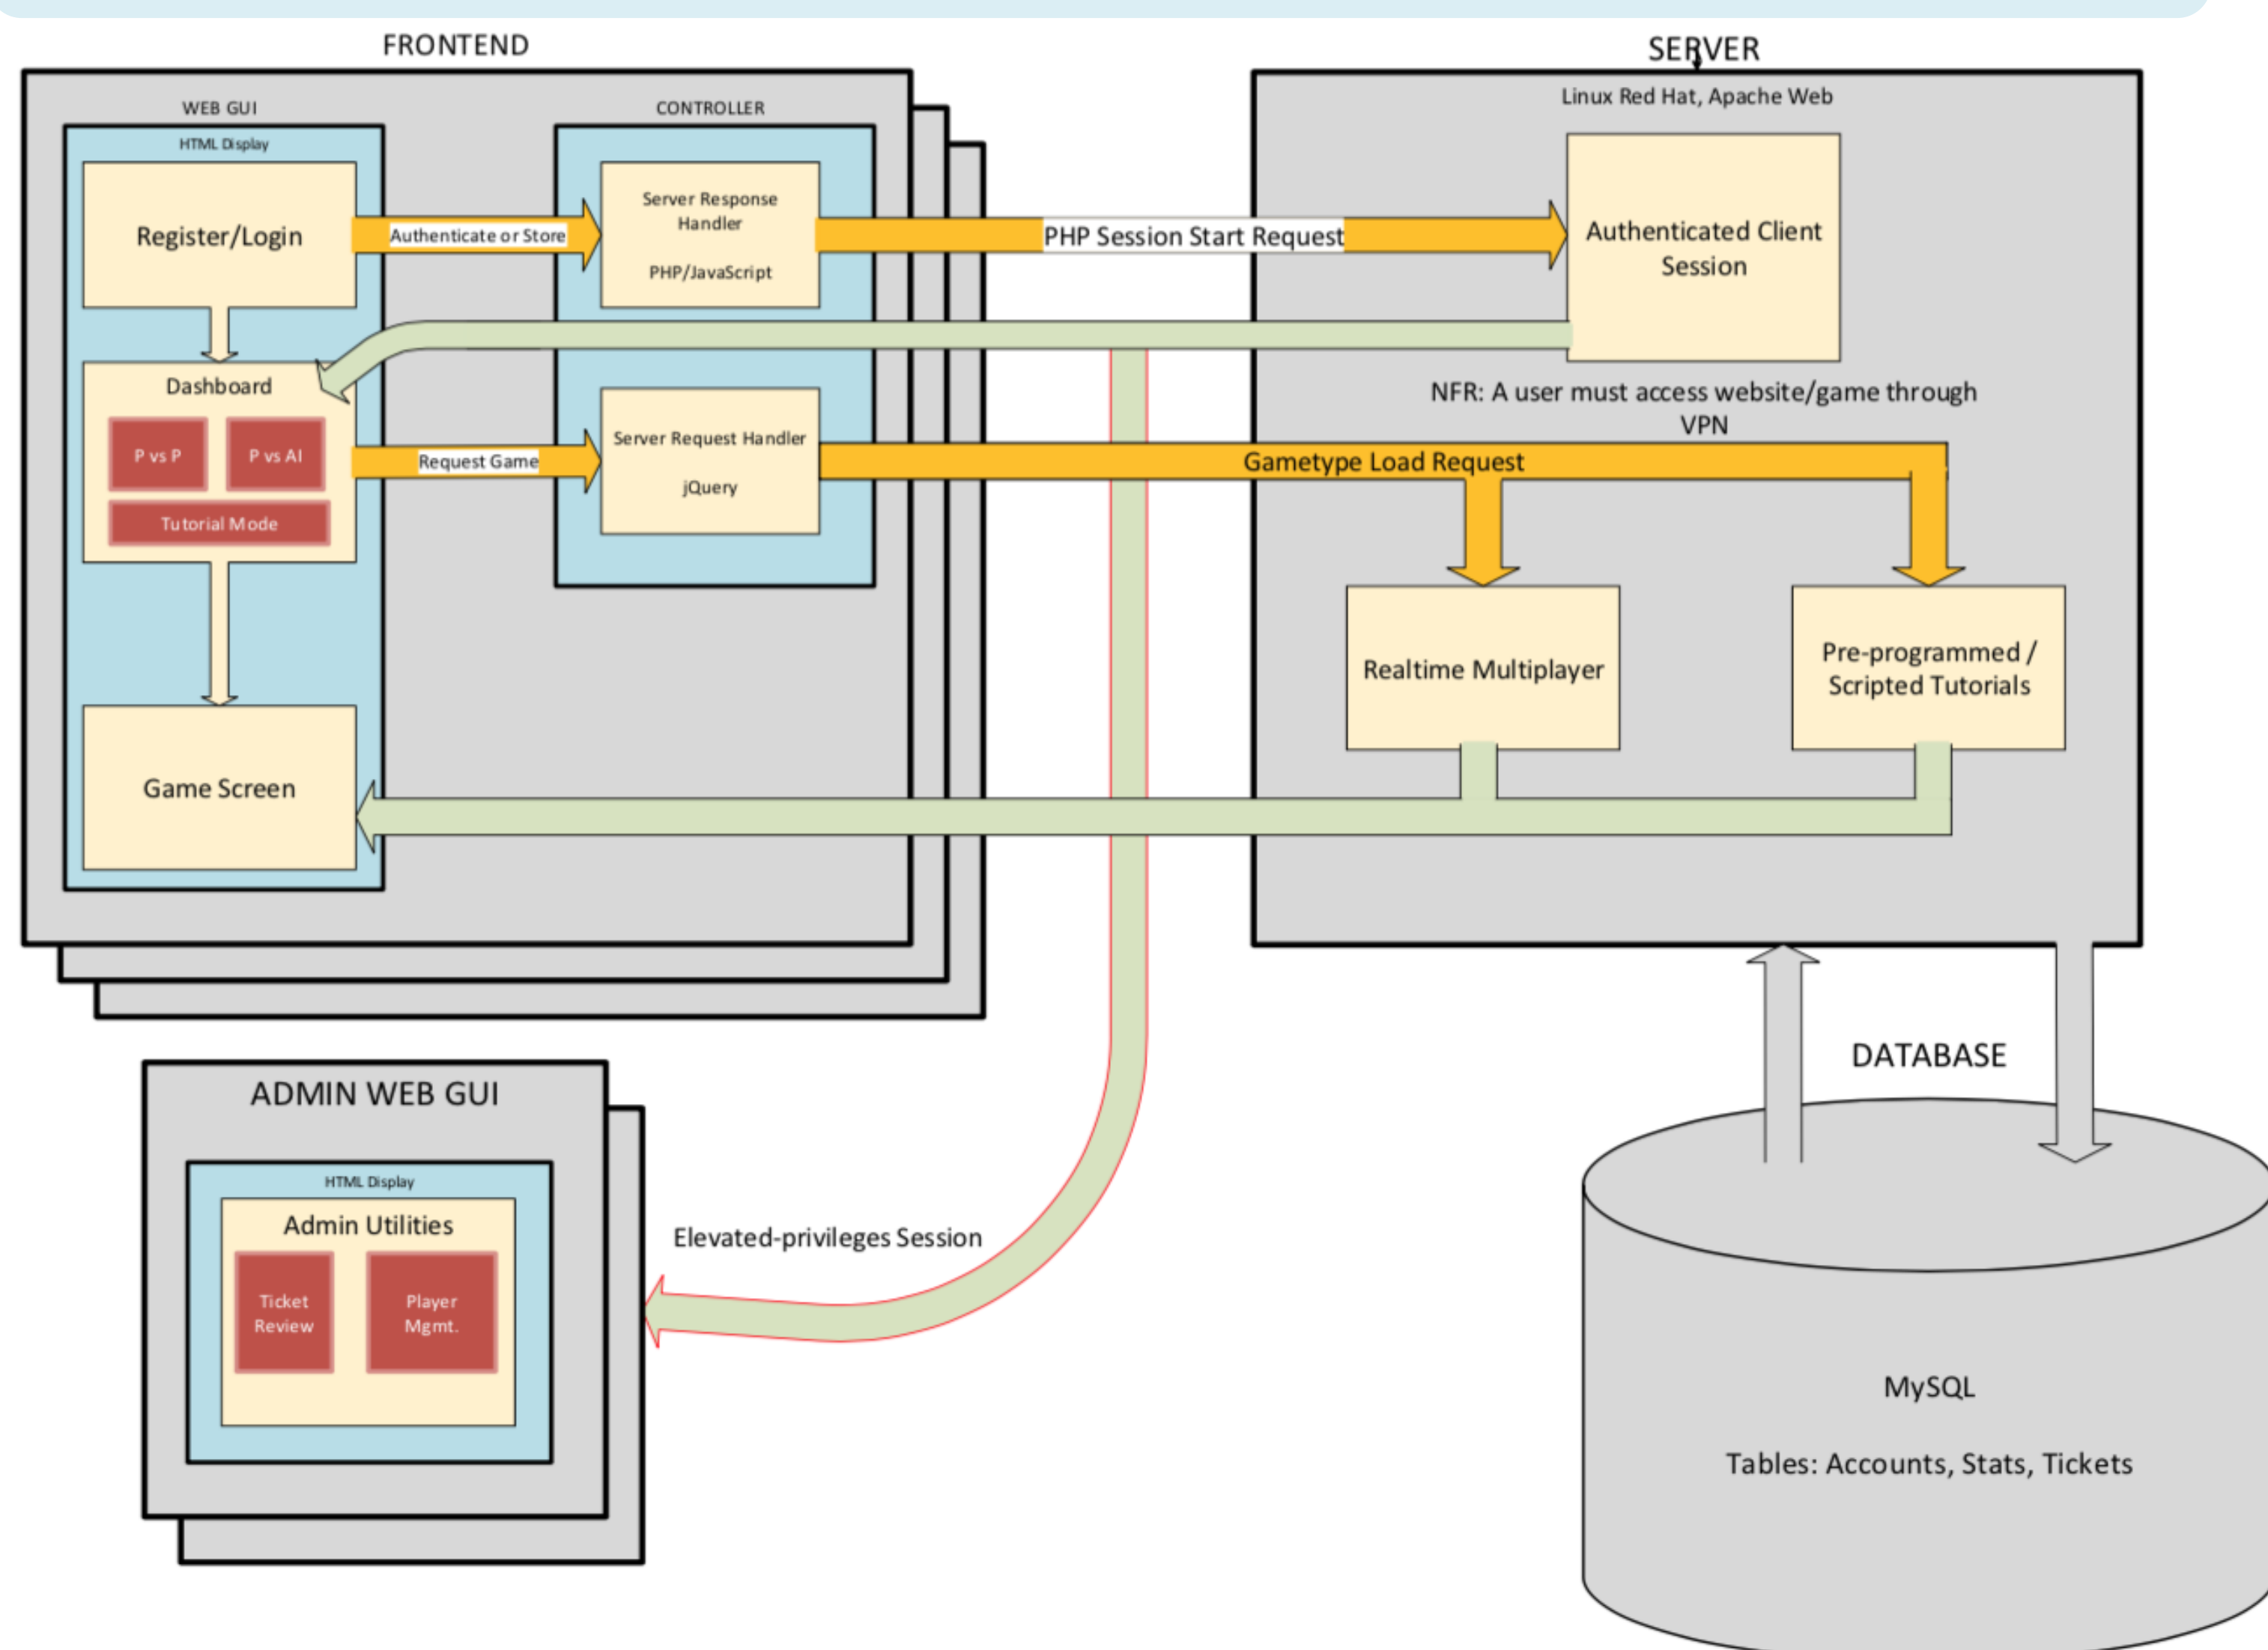 FRONTEND
WEB GUI
HTML Display
Register/Login
Authenticate or Store
CONTROLLER
Server Response
Handler
PHP/JavaScript
PHP Session Start Request
SERVER
Linux Red Hat, Apache Web
Authenticated Client
Session
NFR: A user must access website/game through
VPN
Dashboard
P vs P
P vs AI
Tutorial Mode
Request Game
Server Request Handler
jQuery
Gametype Load Request
Realtime Multiplayer
Pre-programmed /
Scripted Tutorials
Game Screen
ADMIN WEB GUI
HTML Display
Admin Utilities
Ticket
Review
Player
Mgmt.
Elevated-privileges Session
DATABASE
MySQL
Tables: Accounts, Stats, Tickets